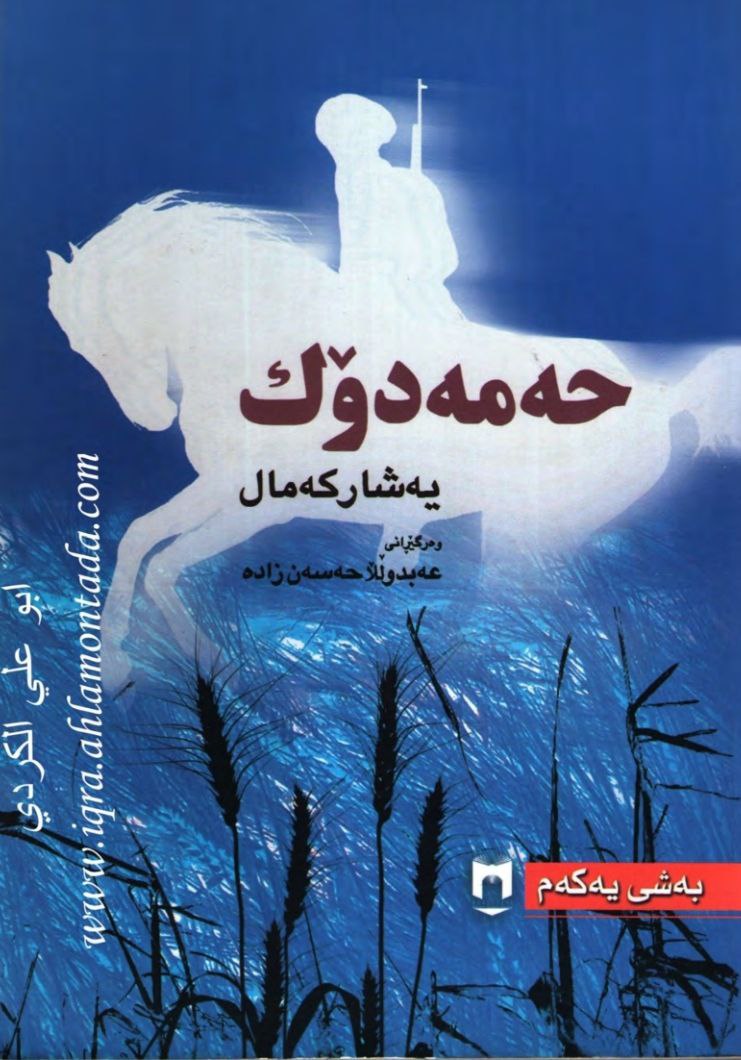 حەمەدۆك
یەشار کەمال
وەرگێڕانی
عەبدوڵڵا حەسەن زادە
بەشی یەکەم
ابو علي الكردي
www.iqra.ahlamontada.com